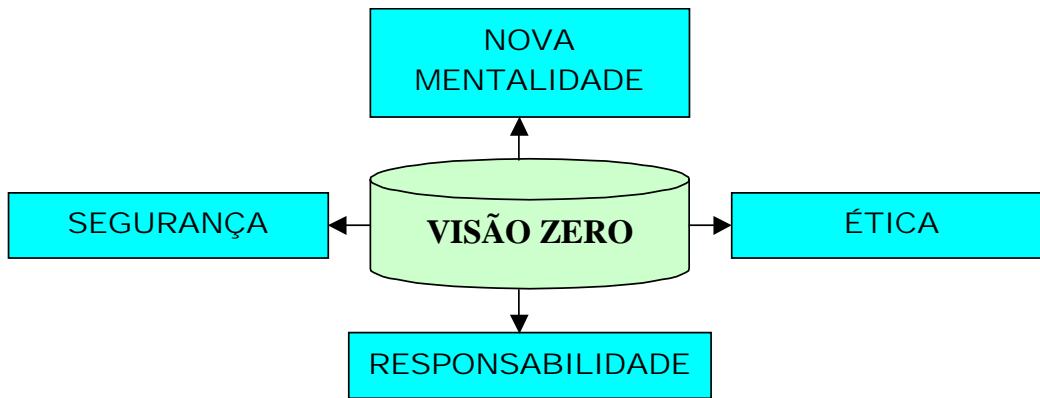 NOVA
MENTALIDADE
SEGURANÇA
VISÃO ZERO
ÉTICA
RESPONSABILIDADE